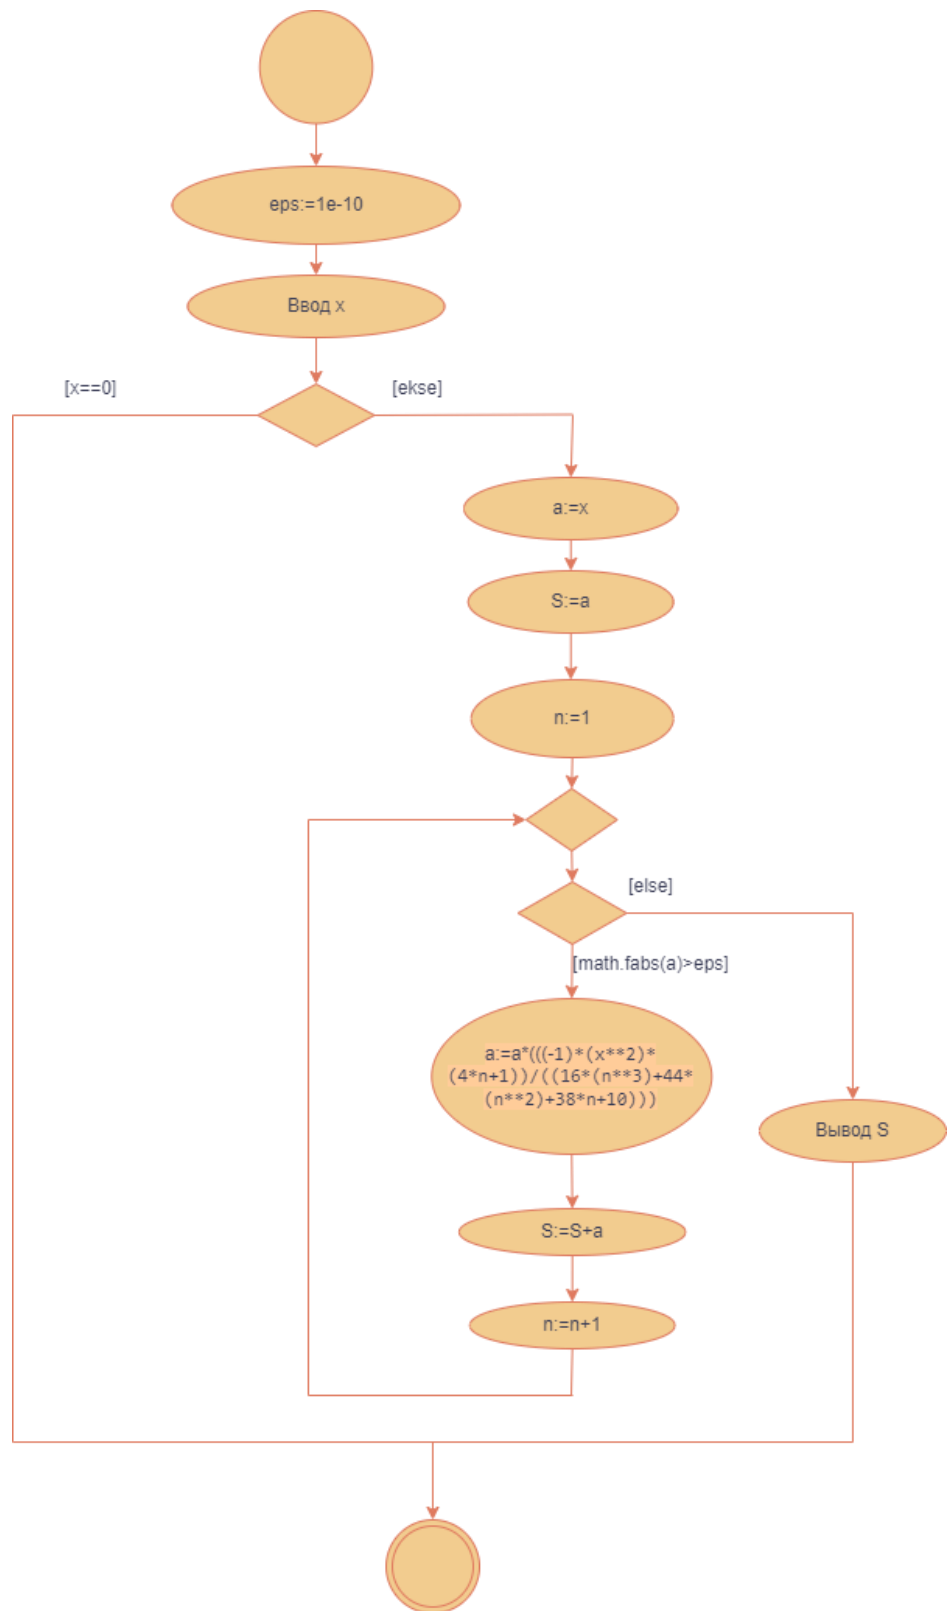 eps:=1e-10
Ввод x
[x==0]
[ekse]
a:=x
S:=a
n:=1
[else]
[math.fabs(a)>eps]
a:=a*(((-1)*(x**2)*
(4*n+1))/((16*(n**3)+44*
(n**2)+38*n+10)))
Вывод S
S:=S+a
n:=n+1